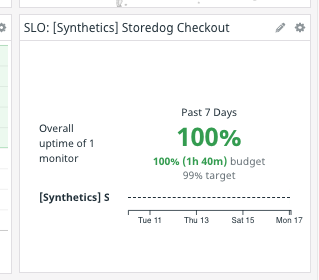 SLO: [Synthetics] Storedog Checkout
Past 7 Days
Overall
uptime of 1
monitor
100%
100% (1h 40m) budget
99% target
[Synthetics] S
Tue 11 Thu 13 Sat 15 Mon 17